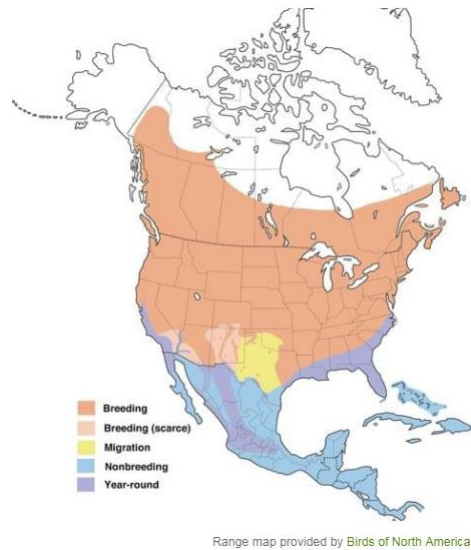 Breeding
Breeding (scarce)
Migration
Nonbreeding
Year-round
Range map provided by Birds of North America